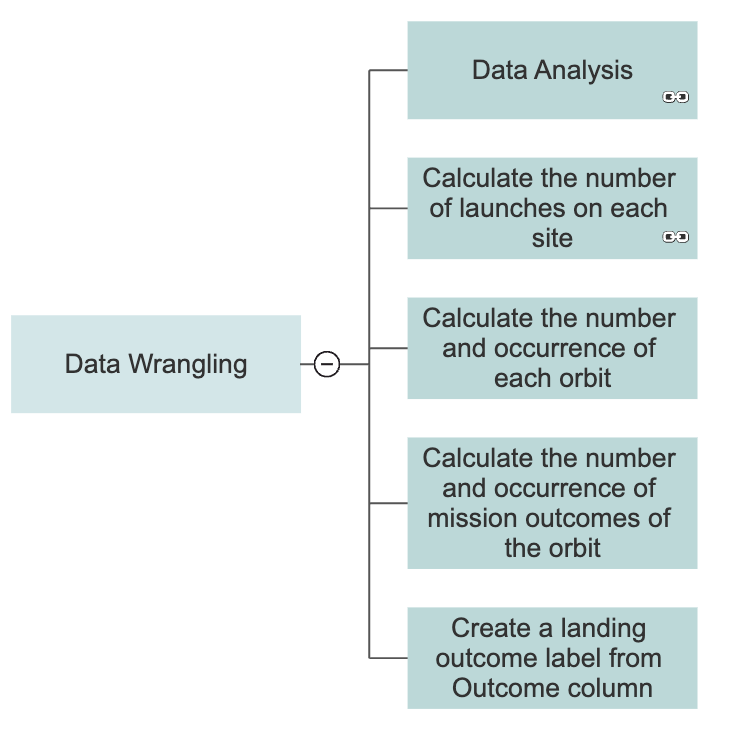 Data Analysis
Calculate the number
of launches on each
site
Calculate the number
and occurrence of
each orbit
Data Wrangling
Calculate the number
and occurrence of
mission outcomes of
the orbit
Create a landing
outcome label from
Outcome column